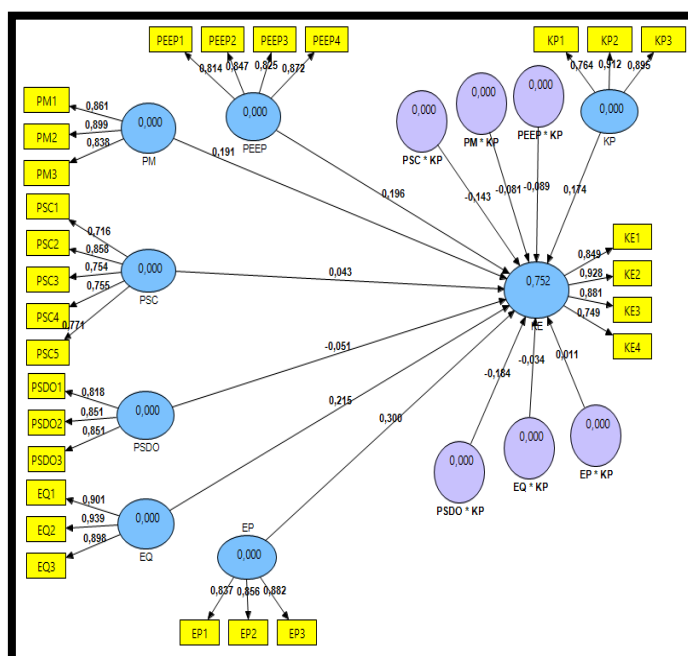 PEEP1 PEEP2 PEEP3 PEEP4
0,814 0,847 0,825 0,872
0,000
PEEP
KP1 KP2 KP3
0,764 0,912 0,895
0,000
KP
PM1
PM2
PM3
0,861
0,899
0,838
0,000
PM
0,000
PSC * KP
0,000
PM * KP
0,000
PEEP * KP
0,191
0,196
-0,143
-0,081
-0,089
0,174
PSC1
PSC2
PSC3
PSC4
PSC5
0,716
0,858
0,754
0,755
0,771
0,000
PSC
0,043
0,752
KE
0,849
0,928
0,881
0,749
KE1
KE2
KE3
KE4
PSDO1
PSDO2
PSDO3
0,818
0,851
0,851
0,000
PSDO
-0,051
0,215
0,300
-0,034
0,011
0,000
PSDO * KP
0,000
EQ * KP
0,000
EP * KP
EQ1
EQ2
EQ3
0,901
0,939
0,898
0,000
EQ
EP
0,000
0,837 0,856 0,882
EP1 EP2 EP3